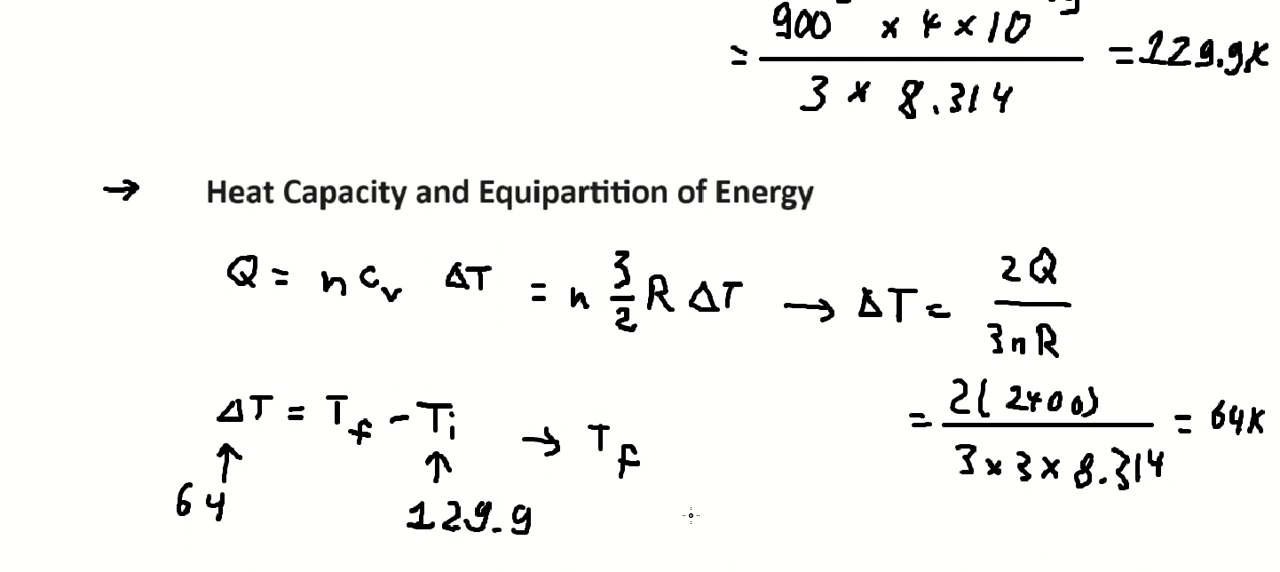 900² × 4 × 10
= ――― = 129.9K
3 × 8.314
→ Heat Capacity and Equipartition of Energy
Q = n Cv ΔT = n 3/2 R ΔT → ΔT = 2Q / 3nR
ΔT = Tf - Ti → Tf
= 2(2400) / 3 × 3 × 8.314 = 64K
↑ ↑
64 129.9